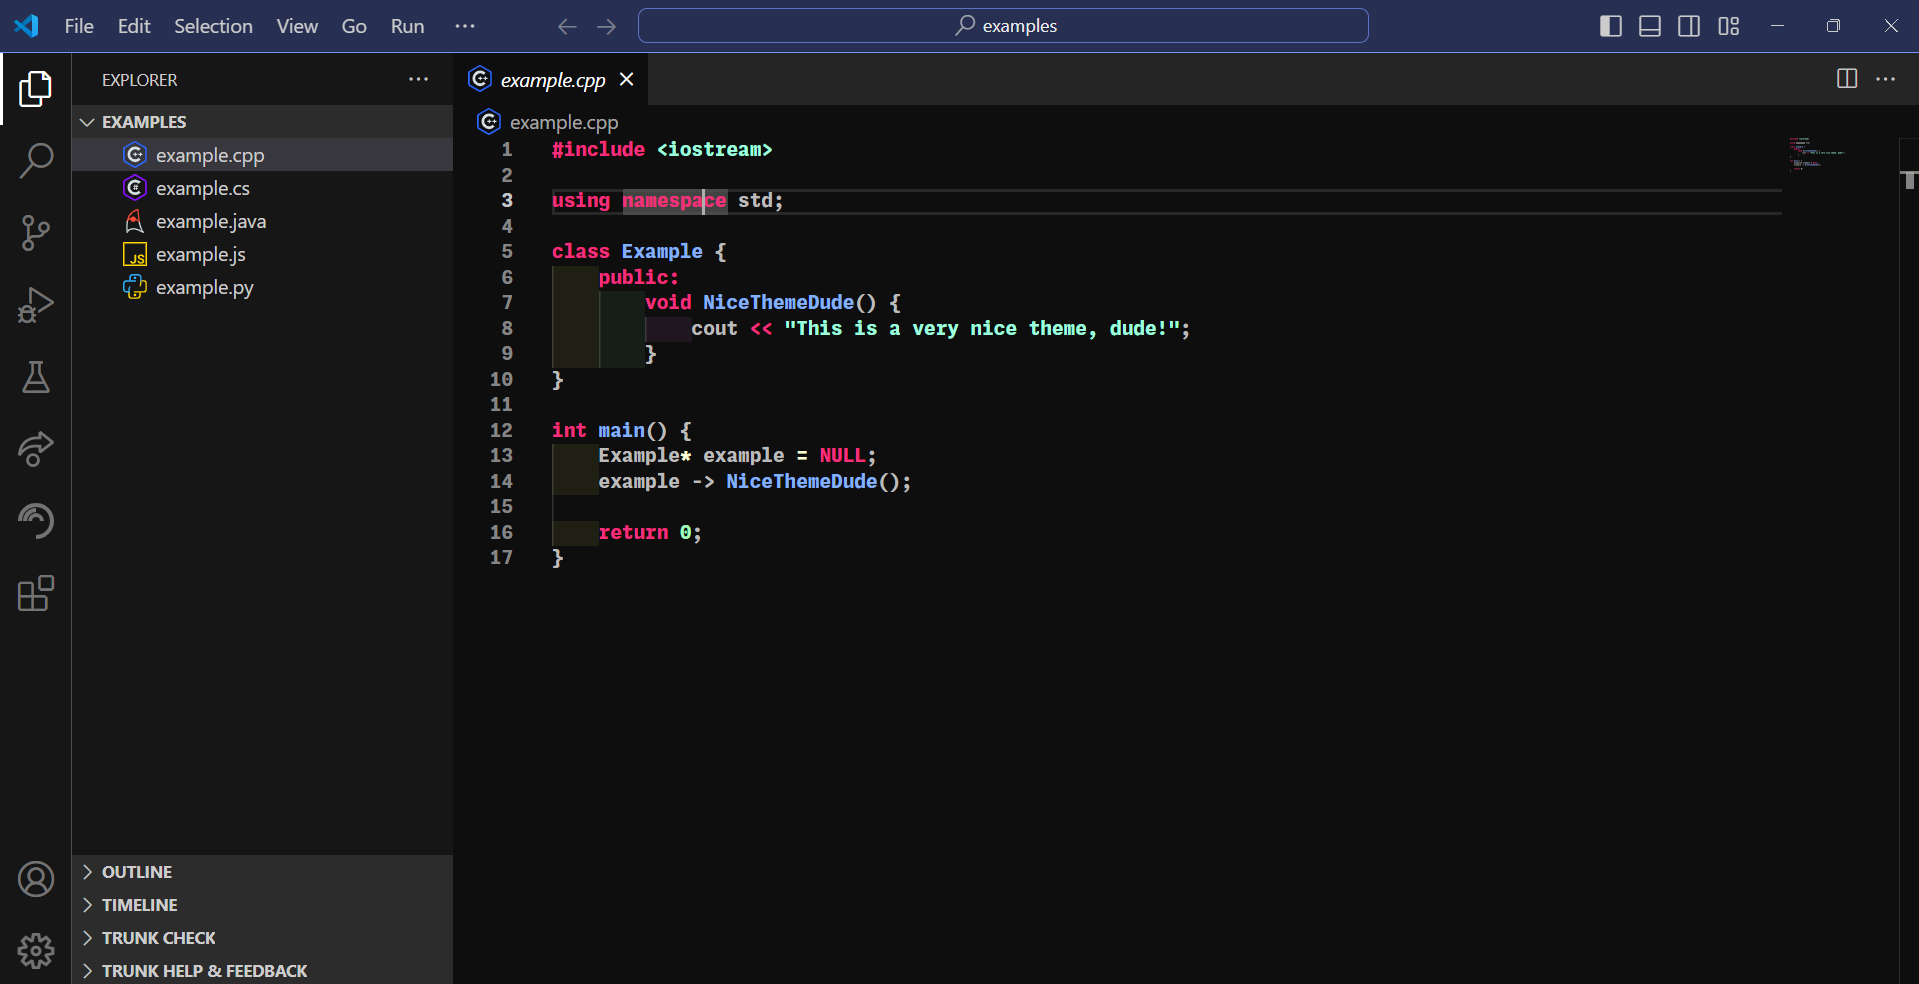 File Edit Selection View Go Run ··· examples
EXPLORER ···
EXAMPLES
example.cpp
example.cs
example.java
JS example.js
example.py
OUTLINE
TIMELINE
TRUNK CHECK
TRUNK HELP & FEEDBACK
example.cpp
example.cpp
1 #include <iostream>
2
3 using namespace std;
4
5 class Example {
6     public:
7         void NiceThemeDude() {
8             cout << "This is a very nice theme, dude!";
9         }
10 }
11
12 int main() {
13     Example* example = NULL;
14     example -> NiceThemeDude();
15
16     return 0;
17 }